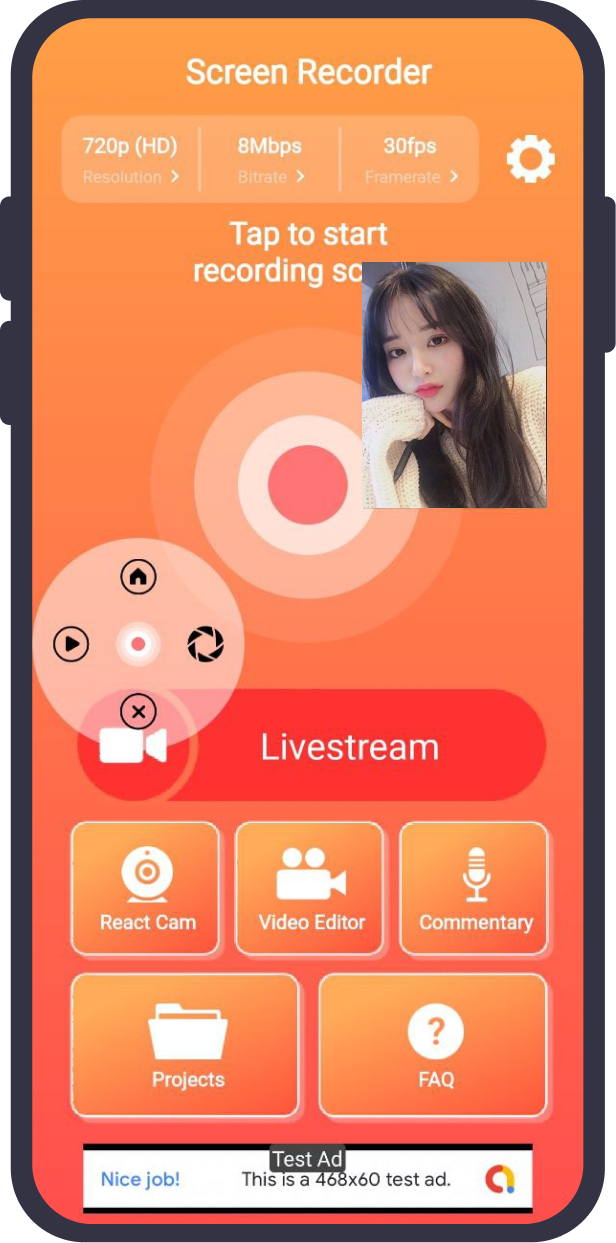 Screen Recorder
720p (HD) 8Mbps 30fps
Resolution Bitrate Framerate
Tap to start
recording
Livestream
React Cam Video Editor Commentary
Projects FAQ
Test Ad
Nice job! This is a 468x60 test ad.